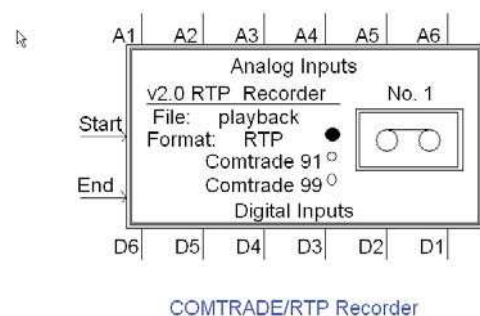 A1 A2 A3 A4 A5 A6
Analog Inputs
v2.0 RTP Recorder No. 1
Start File: playback
Format: RTP
Comtrade 91
End Comtrade 99
Digital Inputs
D6 D5 D4 D3 D2 D1
COMTRADE/RTP Recorder